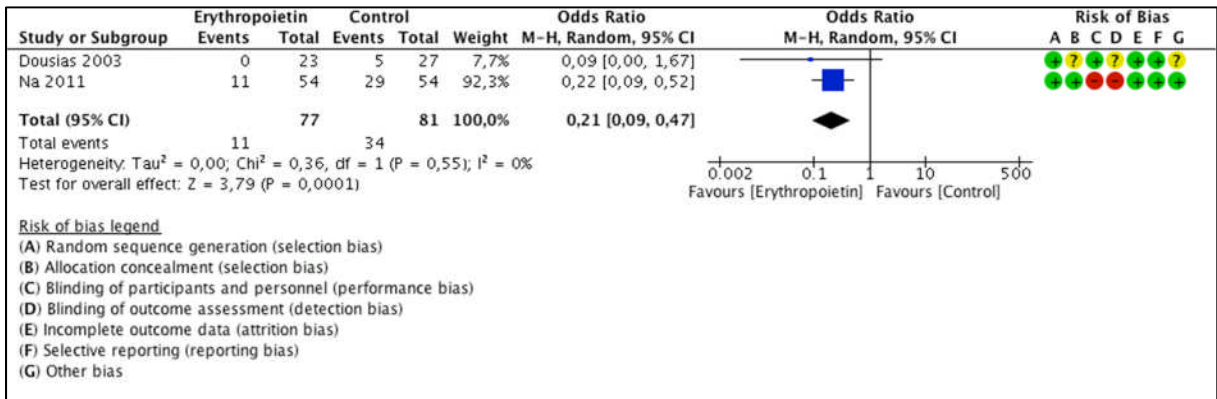 Erythropoietin Control Odds Ratio Odds Ratio Risk of Bias
Study or Subgroup Events Total Events Total Weight M-H, Random, 95% CI M-H, Random, 95% CI A B C D E F G
Dousias 2003 0 23 5 27 7,7% 0,09 [0,00, 1,67] + ? + ? + + ?
Na 2011 11 54 29 54 92,3% 0,22 [0,09, 0,52] + + - - + + +
Total (95% CI) 77 81 100,0% 0,21 [0,09, 0,47]
Total events 11 34
Heterogeneity: Tau² = 0,00; Chi² = 0,36, df = 1 (P = 0,55); I² = 0%
Test for overall effect: Z = 3,79 (P = 0,0001)
0.002 0.1 1 10 500
Favours [Erythropoietin] Favours [Control]
Risk of bias legend
(A) Random sequence generation (selection bias)
(B) Allocation concealment (selection bias)
(C) Blinding of participants and personnel (performance bias)
(D) Blinding of outcome assessment (detection bias)
(E) Incomplete outcome data (attrition bias)
(F) Selective reporting (reporting bias)
(G) Other bias